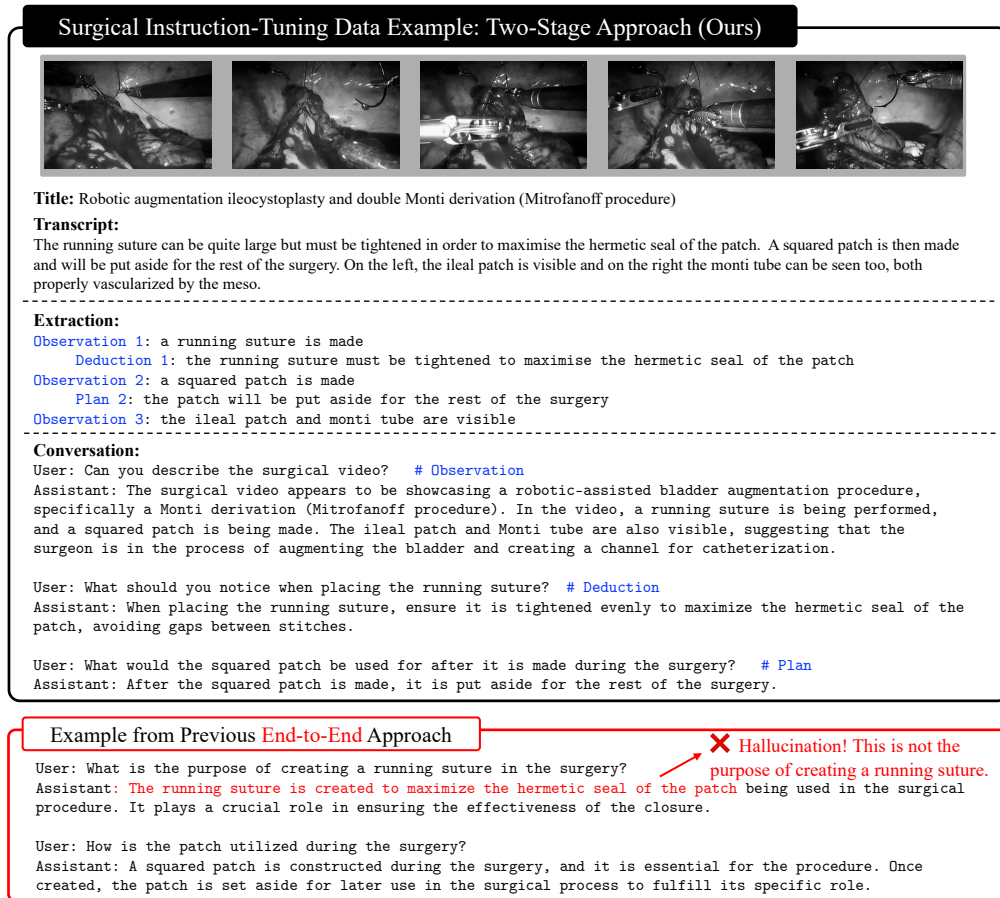 Surgical Instruction-Tuning Data Example: Two-Stage Approach (Ours)
Title: Robotic augmentation ileocystoplasty and double Monti derivation (Mitrofanoff procedure)
Transcript:
The running suture can be quite large but must be tightened in order to maximise the hermetic seal of the patch. A squared patch is then made
and will be put aside for the rest of the surgery. On the left, the ileal patch is visible and on the right the monti tube can be seen too, both
properly vascularized by the meso.
Extraction:
Observation 1: a running suture is made
Deduction 1: the running suture must be tightened to maximise the hermetic seal of the patch
Observation 2: a squared patch is made
Plan 2: the patch will be put aside for the rest of the surgery
Observation 3: the ileal patch and monti tube are visible
Conversation:
User: Can you describe the surgical video? # Observation
Assistant: The surgical video appears to be showcasing a robotic-assisted bladder augmentation procedure,
specifically a Monti derivation (Mitrofanoff procedure). In the video, a running suture is being performed,
and a squared patch is being made. The ileal patch and Monti tube are also visible, suggesting that the
surgeon is in the process of augmenting the bladder and creating a channel for catheterization.
User: What should you notice when placing the running suture? # Deduction
Assistant: When placing the running suture, ensure it is tightened evenly to maximize the hermetic seal of the
patch, avoiding gaps between stitches.
User: What would the squared patch be used for after it is made during the surgery? # Plan
Assistant: After the squared patch is made, it is put aside for the rest of the surgery.
Example from Previous End-to-End Approach
❌ Hallucination! This is not the
purpose of creating a running suture.
User: What is the purpose of creating a running suture in the surgery?
Assistant: The running suture is created to maximize the hermetic seal of the patch being used in the surgical
procedure. It plays a crucial role in ensuring the effectiveness of the closure.
User: How is the patch utilized during the surgery?
Assistant: A squared patch is constructed during the surgery, and it is essential for the procedure. Once
created, the patch is set aside for later use in the surgical process to fulfill its specific role.